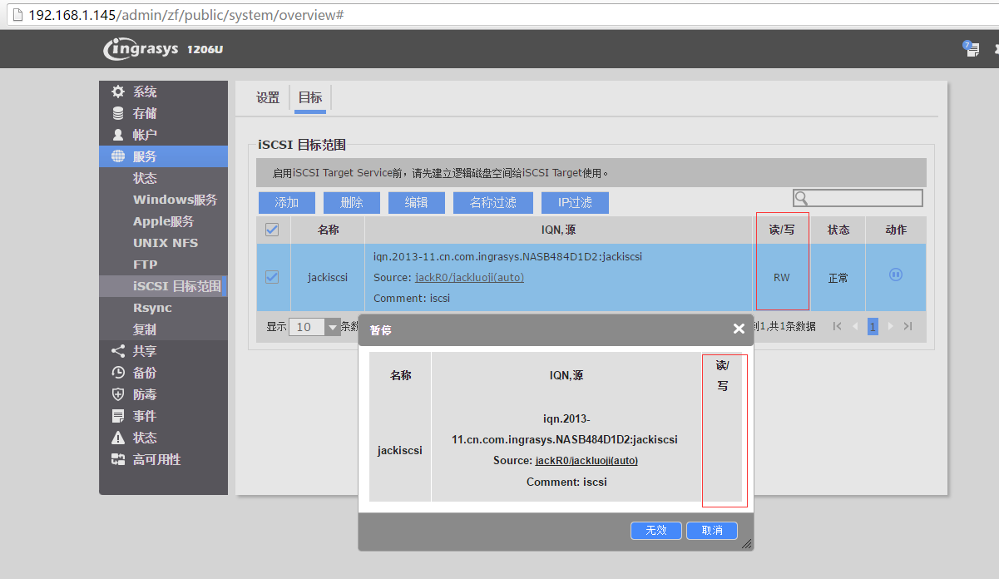 192.168.1.145/admin/zf/public/system/overview#
ingrasys 1206U
7
系统
存储
帐户
服务
状态
Windows服务
Apple服务
UNIX NFS
FTP
iSCSI 目标范围
Rsync
复制
共享
备份
防毒
事件
状态
高可用性
设置 目标
iSCSI 目标范围
启用iSCSI Target Service前，请先建立逻辑磁盘空间给iSCSI Target使用。
添加 删除 编辑 名称过滤 IP过滤
名称 IQN,源 读/写 状态 动作
iqn.2013-11.cn.com.ingrasys.NASB484D1D2:jackiscsi
jackiscsi Source: jackR0/jackluoji(auto) RW 正常
Comment: iscsi
显示 10 条数 到1,共1条数据 1
暂停
名称 IQN,源 读/
写
iqn.2013-
11.cn.com.ingrasys.NASB484D1D2:jackiscsi
jackiscsi
Source: jackR0/jackluoji(auto)
Comment: iscsi
无效 取消